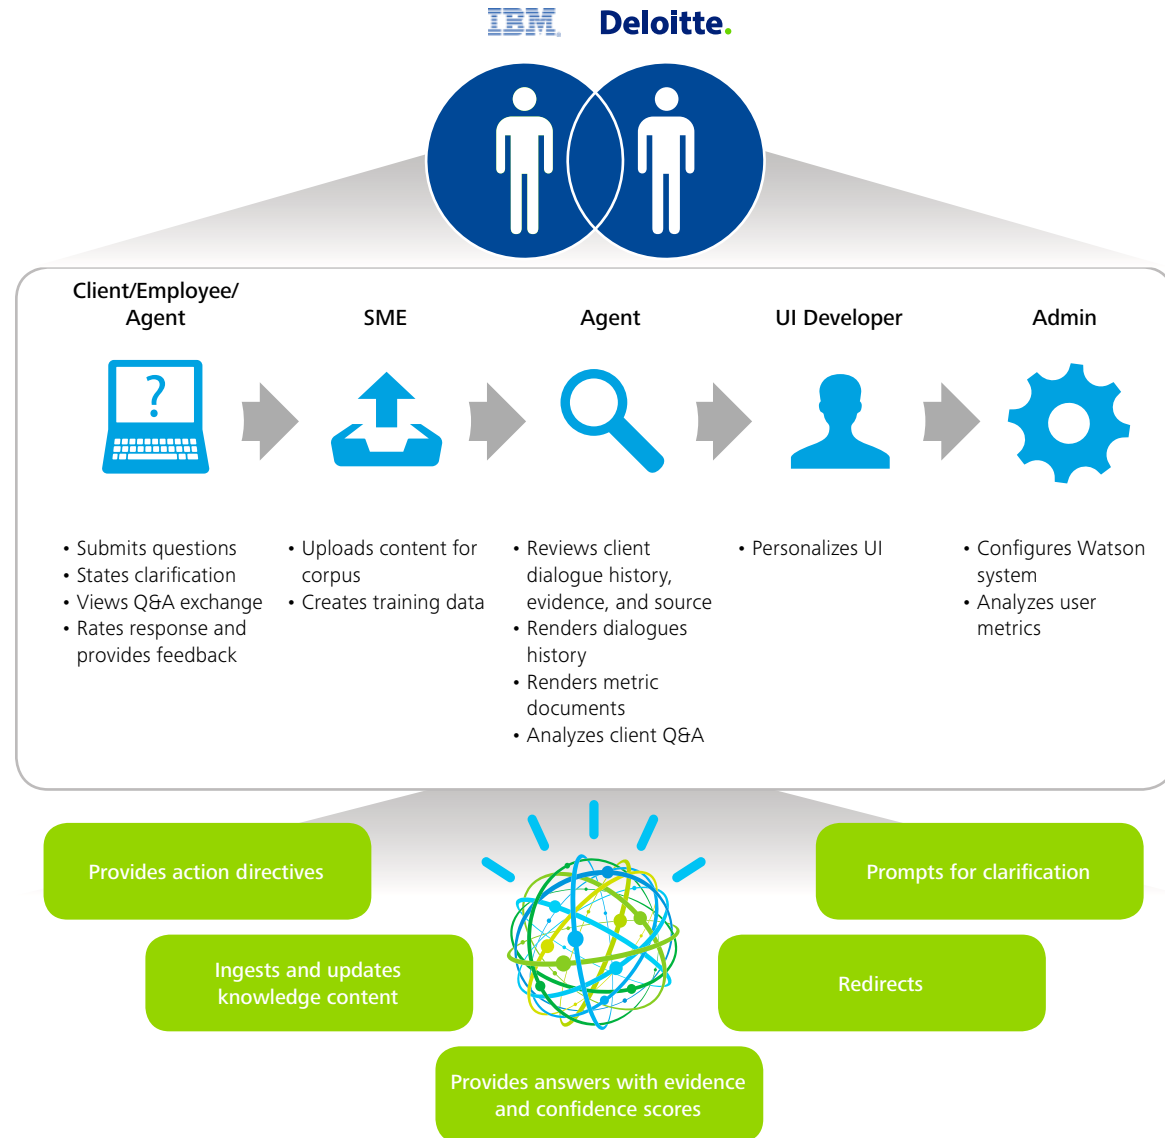 IBM® Deloitte.
Client/Employee/
Agent
SME
Agent
UI Developer
Admin
?
• Submits questions
• States clarification
• Views Q&A exchange
• Rates response and
provides feedback
• Uploads content for
corpus
• Creates training data
• Reviews client
dialogue history,
evidence, and source
• Renders dialogues
history
• Renders metric
documents
• Analyzes client Q&A
• Personalizes UI
• Configures Watson
system
• Analyzes user
metrics
Provides action directives
Prompts for clarification
Ingests and updates
knowledge content
Redirects
Provides answers with evidence
and confidence scores